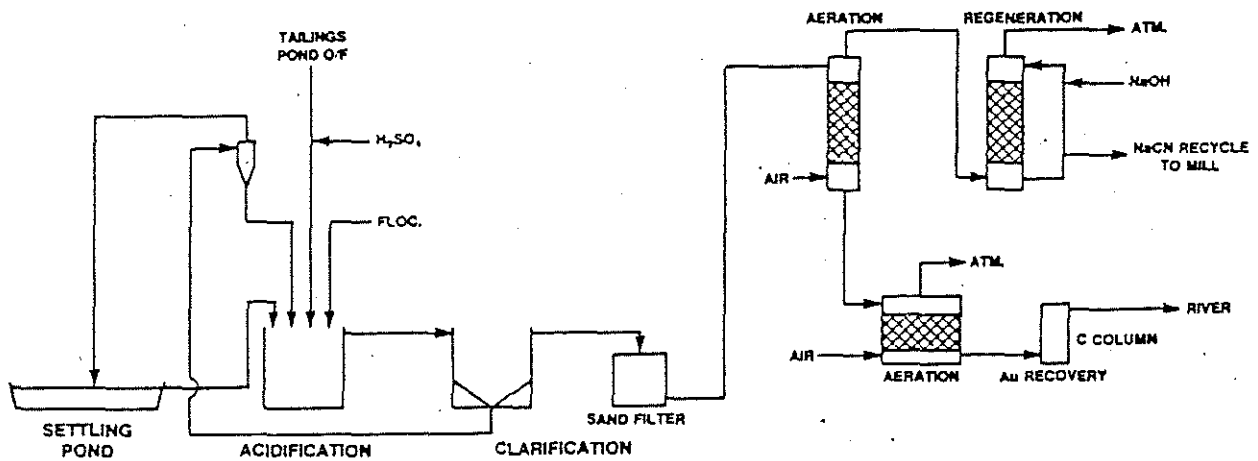 AERATION
REGENERATION
TAILINGS
POND O/F
ATM.
NaOH
H₂SO₄
NaCN RECYCLE
TO MILL
AIR
FLOC.
ATM.
RIVER
C COLUMN
AIR
AERATION
Au RECOVERY
SAND FILTER
SETTLING
POND
ACIDIFICATION
CLARIFICATION